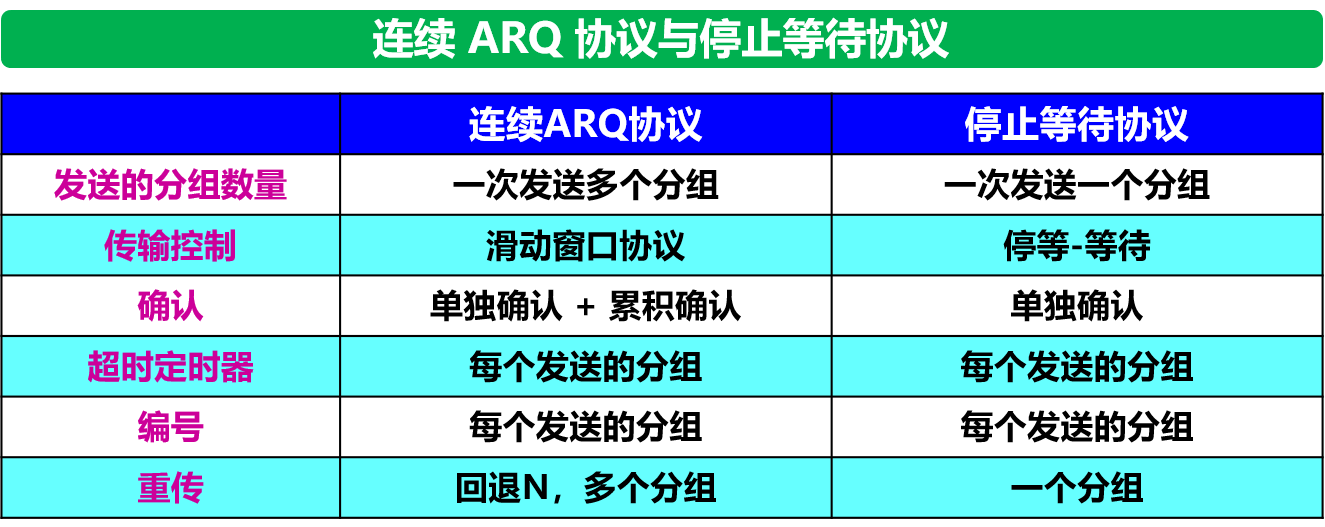 连续 ARQ 协议与停止等待协议
连续ARQ协议 停止等待协议
发送的分组数量 一次发送多个分组 一次发送一个分组
传输控制 滑动窗口协议 停等-等待
确认 单独确认 + 累积确认 单独确认
超时定时器 每个发送的分组 每个发送的分组
编号 每个发送的分组 每个发送的分组
重传 回退N，多个分组 一个分组